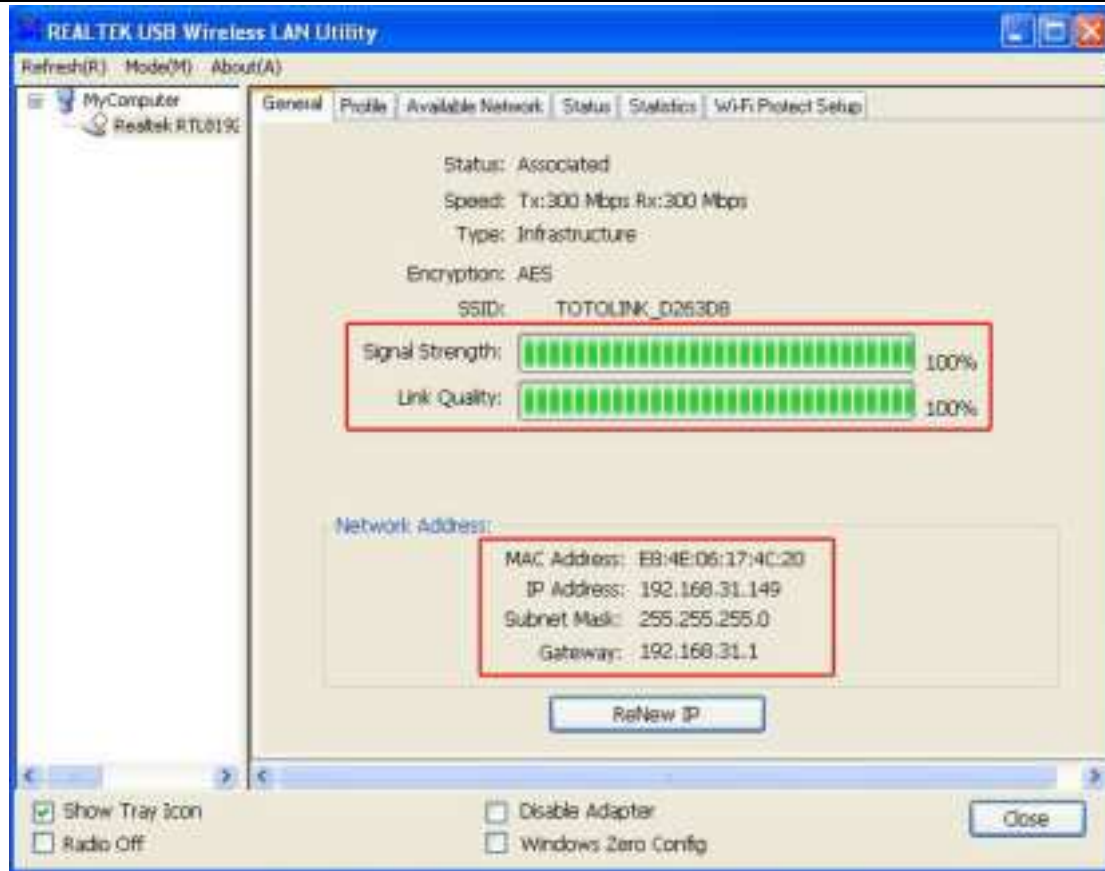 REALTEK USB Wireless LAN Utility
Refresh(R) Mode(M) About(A)
MyComputer
Realtek RTL8192
General Profile Available Network Status Statistics Wi-Fi Protect Setup
Status: Associated
Speed: Tx:300 Mbps Rx:300 Mbps
Type: Infrastructure
Encryption: AES
SSID: TOTOLINK_D263D8
Signal Strength: 100%
Link Quality: 100%
Network Address:
MAC Address: E8:4E:06:17:4C:20
IP Address: 192.168.31.149
Subnet Mask: 255.255.255.0
Gateway: 192.168.31.1
ReNew IP
Show Tray Icon
Radio Off
Disable Adapter
Windows Zero Config
Close